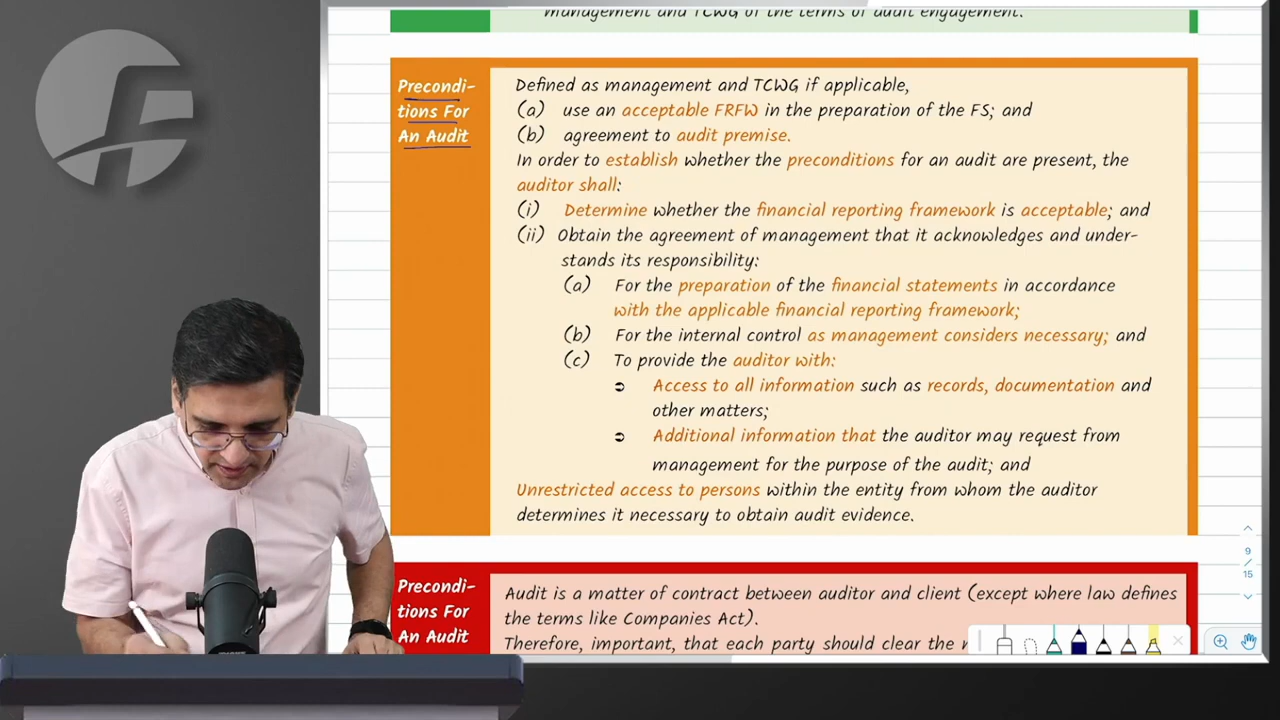 management and TCWG of the terms of audit engagement.
Precondi-
tions For
An Audit
Defined as management and TCWG if applicable,
(a) use an acceptable FRFW in the preparation of the FS; and
(b) agreement to audit premise.
In order to establish whether the preconditions for an audit are present, the
auditor shall:
(i) Determine whether the financial reporting framework is acceptable; and
(ii) Obtain the agreement of management that it acknowledges and under-
stands its responsibility:
(a) For the preparation of the financial statements in accordance
with the applicable financial reporting framework;
(b) For the internal control as management considers necessary; and
(c) To provide the auditor with:
➲ Access to all information such as records, documentation and
other matters;
➲ Additional information that the auditor may request from
management for the purpose of the audit; and
Unrestricted access to persons within the entity from whom the auditor
determines it necessary to obtain audit evidence.
Precondi-
tions For
An Audit
Audit is a matter of contract between auditor and client (except where law defines
the terms like Companies Act).
Therefore, important, that each party should clear the
9
/
15